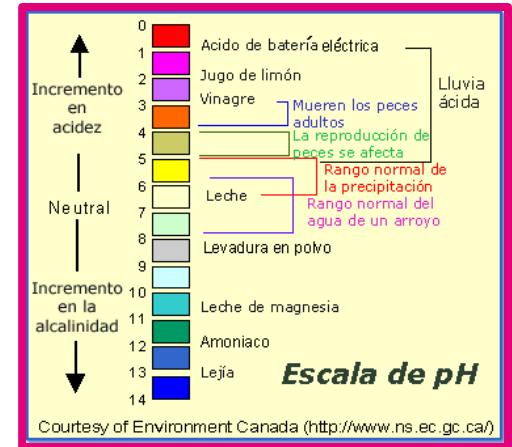 0
Acido de batería eléctrica
1
Jugo de limón
2
Vinagre
Lluvia
ácida
Incremento
en
acidez
3
Mueren los peces
adultos
4
La reproducción de
peces se afecta
5
Rango normal de
la precipitación
6
Leche
Rango normal del
agua de un arroyo
Neutral
7
8
Levadura en polvo
9
Incremento
en la
alcalinidad
10
Leche de magnesia
11
12
Amoniaco
13
Lejía
14
Escala de pH
Courtesy of Environment Canada (http://www.ns.ec.gc.ca/)